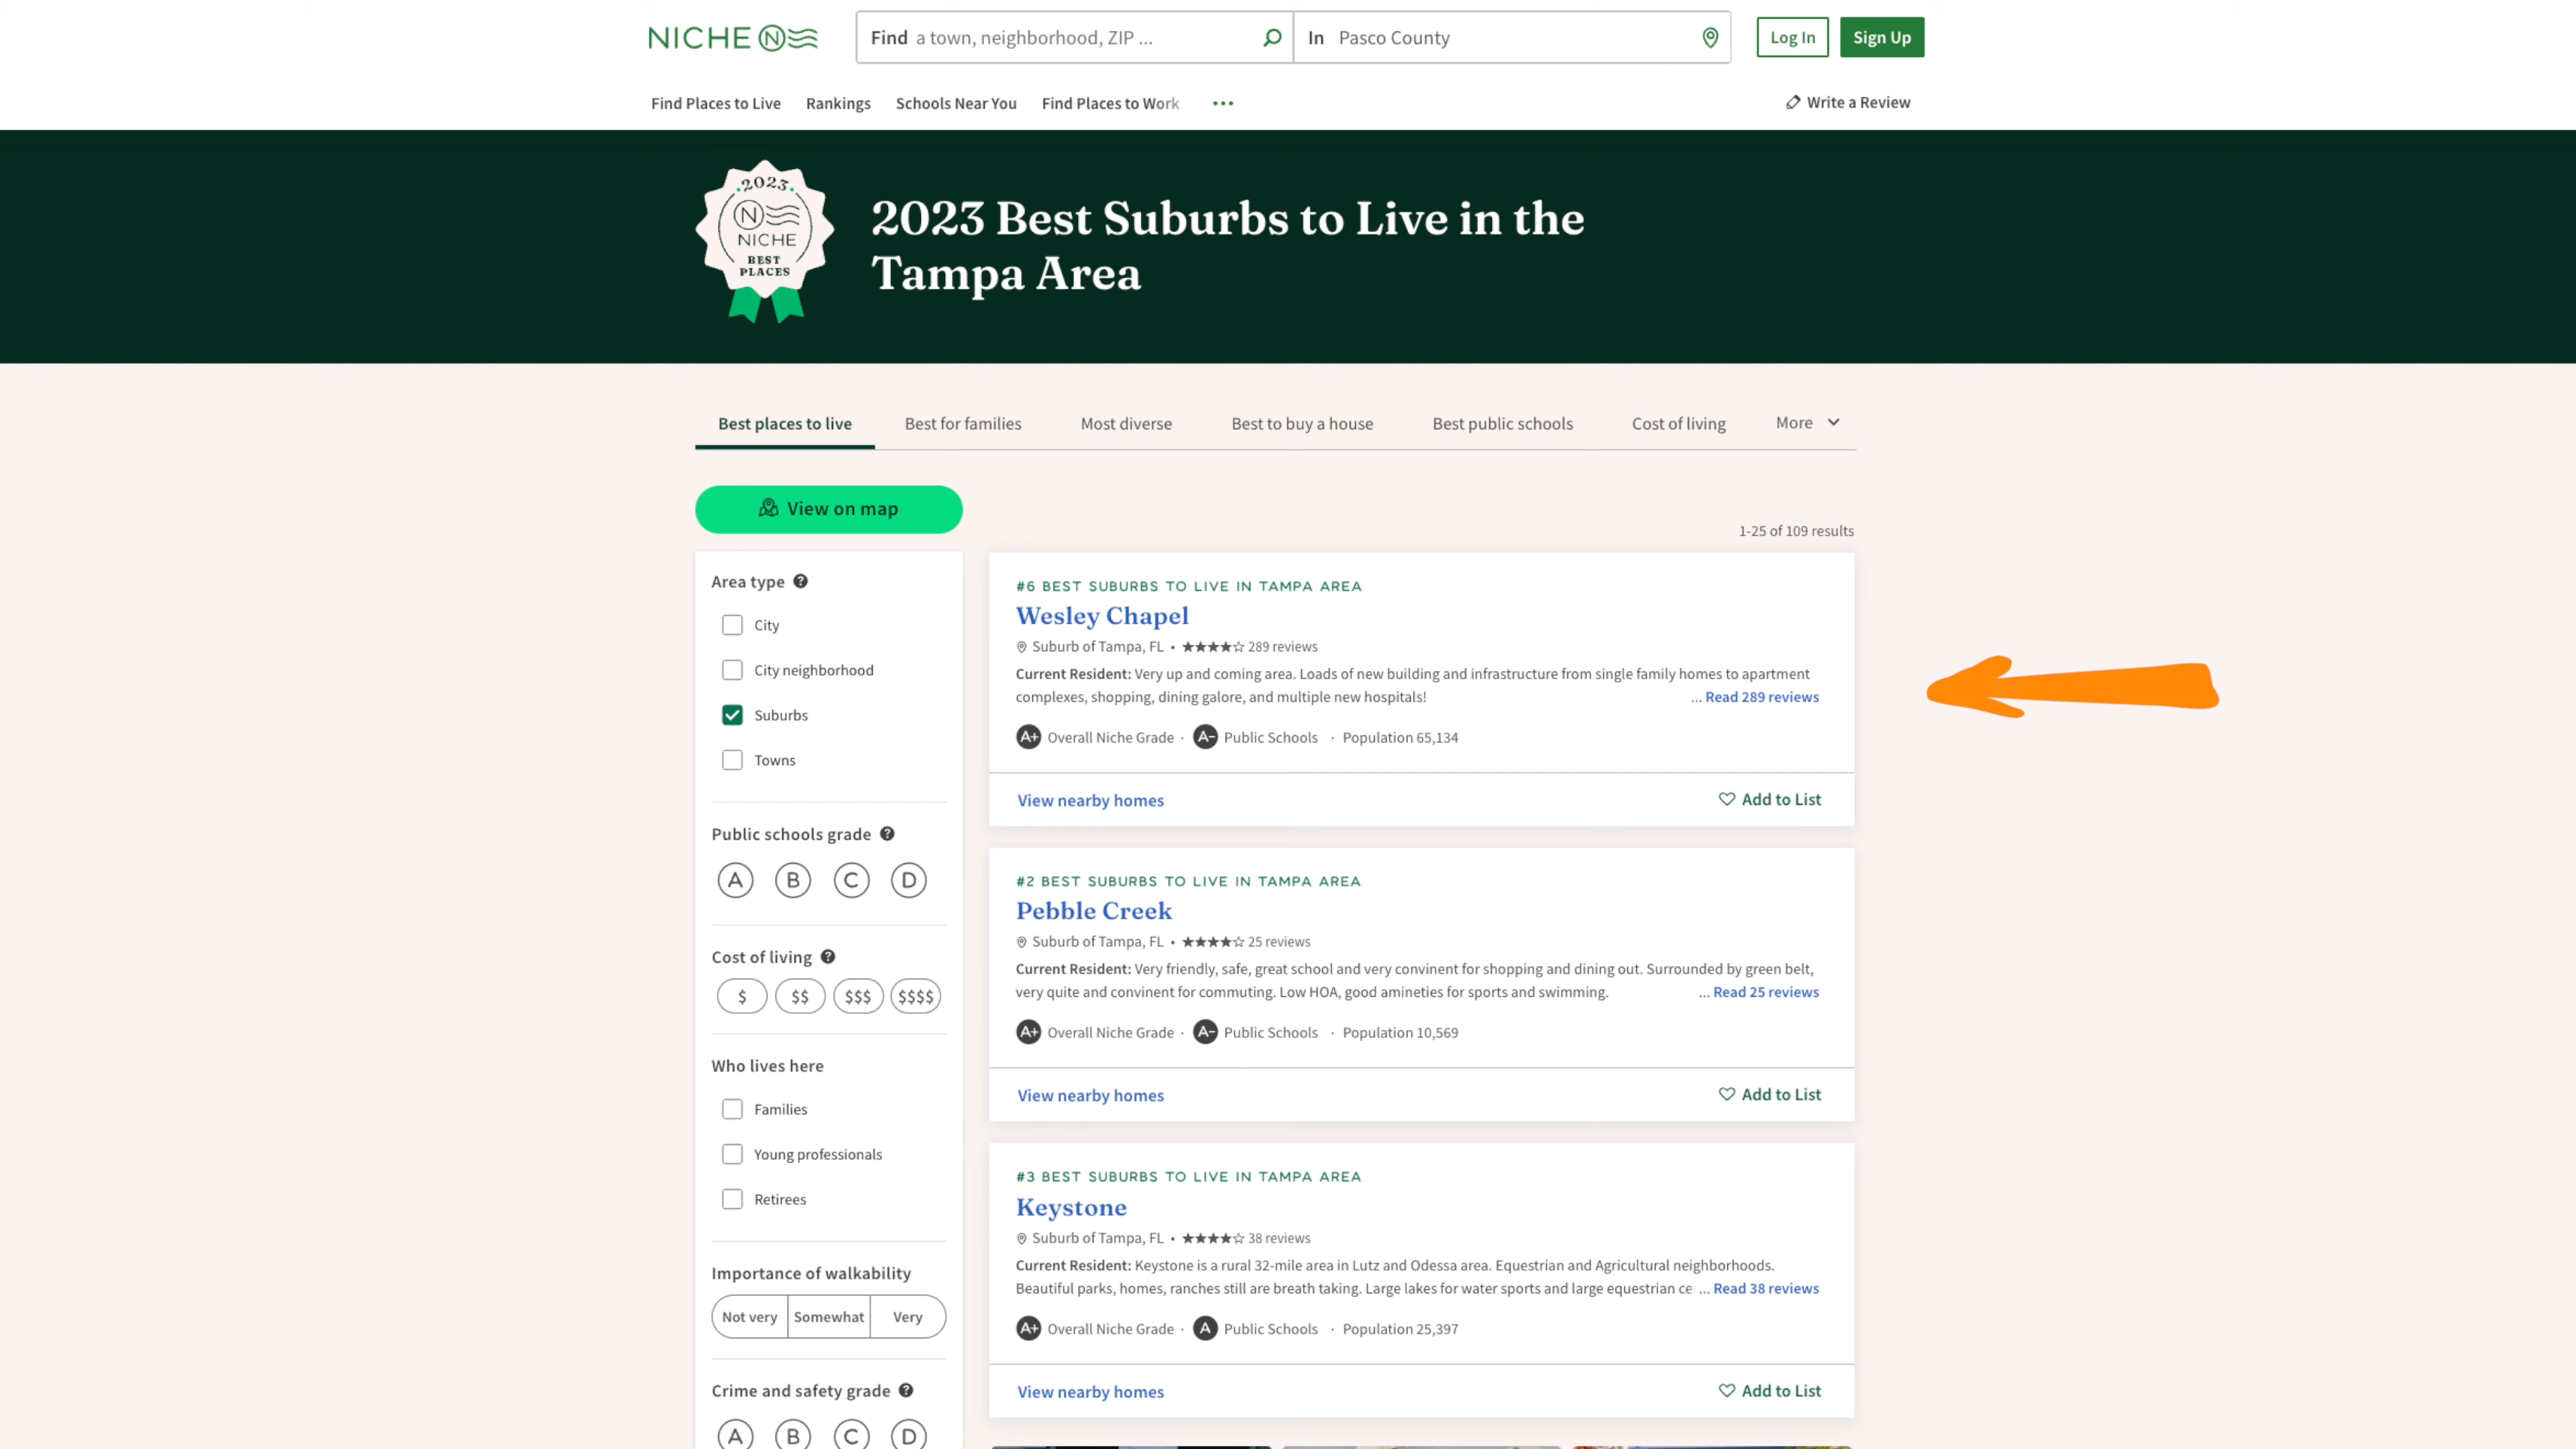 NICHE N
Find a town, neighborhood, ZIP ...
In Pasco County
Log In
Sign Up
Find Places to Live
Rankings
Schools Near You
Find Places to Work
Write a Review
2023
N
NICHE
BEST
PLACES
2023 Best Suburbs to Live in the
Tampa Area
Best places to live
Best for families
Most diverse
Best to buy a house
Best public schools
Cost of living
More
View on map
1-25 of 109 results
Area type ?
City
City neighborhood
Suburbs
Towns
Public schools grade ?
A B C D
Cost of living ?
$ $$ $$$ $$$$
Who lives here
Families
Young professionals
Retirees
Importance of walkability
Not very Somewhat Very
Crime and safety grade ?
A B C D
#6 BEST SUBURBS TO LIVE IN TAMPA AREA
Wesley Chapel
Suburb of Tampa, FL • ★★★★☆ 289 reviews
Current Resident: Very up and coming area. Loads of new building and infrastructure from single family homes to apartment
complexes, shopping, dining galore, and multiple new hospitals! ... Read 289 reviews
A+ Overall Niche Grade · A- Public Schools · Population 65,134
View nearby homes
Add to List
#2 BEST SUBURBS TO LIVE IN TAMPA AREA
Pebble Creek
Suburb of Tampa, FL • ★★★★☆ 25 reviews
Current Resident: Very friendly, safe, great school and very convinent for shopping and dining out. Surrounded by green belt,
very quite and convinent for commuting. Low HOA, good amineties for sports and swimming. ... Read 25 reviews
A+ Overall Niche Grade · A- Public Schools · Population 10,569
View nearby homes
Add to List
#3 BEST SUBURBS TO LIVE IN TAMPA AREA
Keystone
Suburb of Tampa, FL • ★★★★☆ 38 reviews
Current Resident: Keystone is a rural 32-mile area in Lutz and Odessa area. Equestrian and Agricultural neighborhoods.
Beautiful parks, homes, ranches still are breath taking. Large lakes for water sports and large equestrian ce ... Read 38 reviews
A+ Overall Niche Grade · A Public Schools · Population 25,397
View nearby homes
Add to List